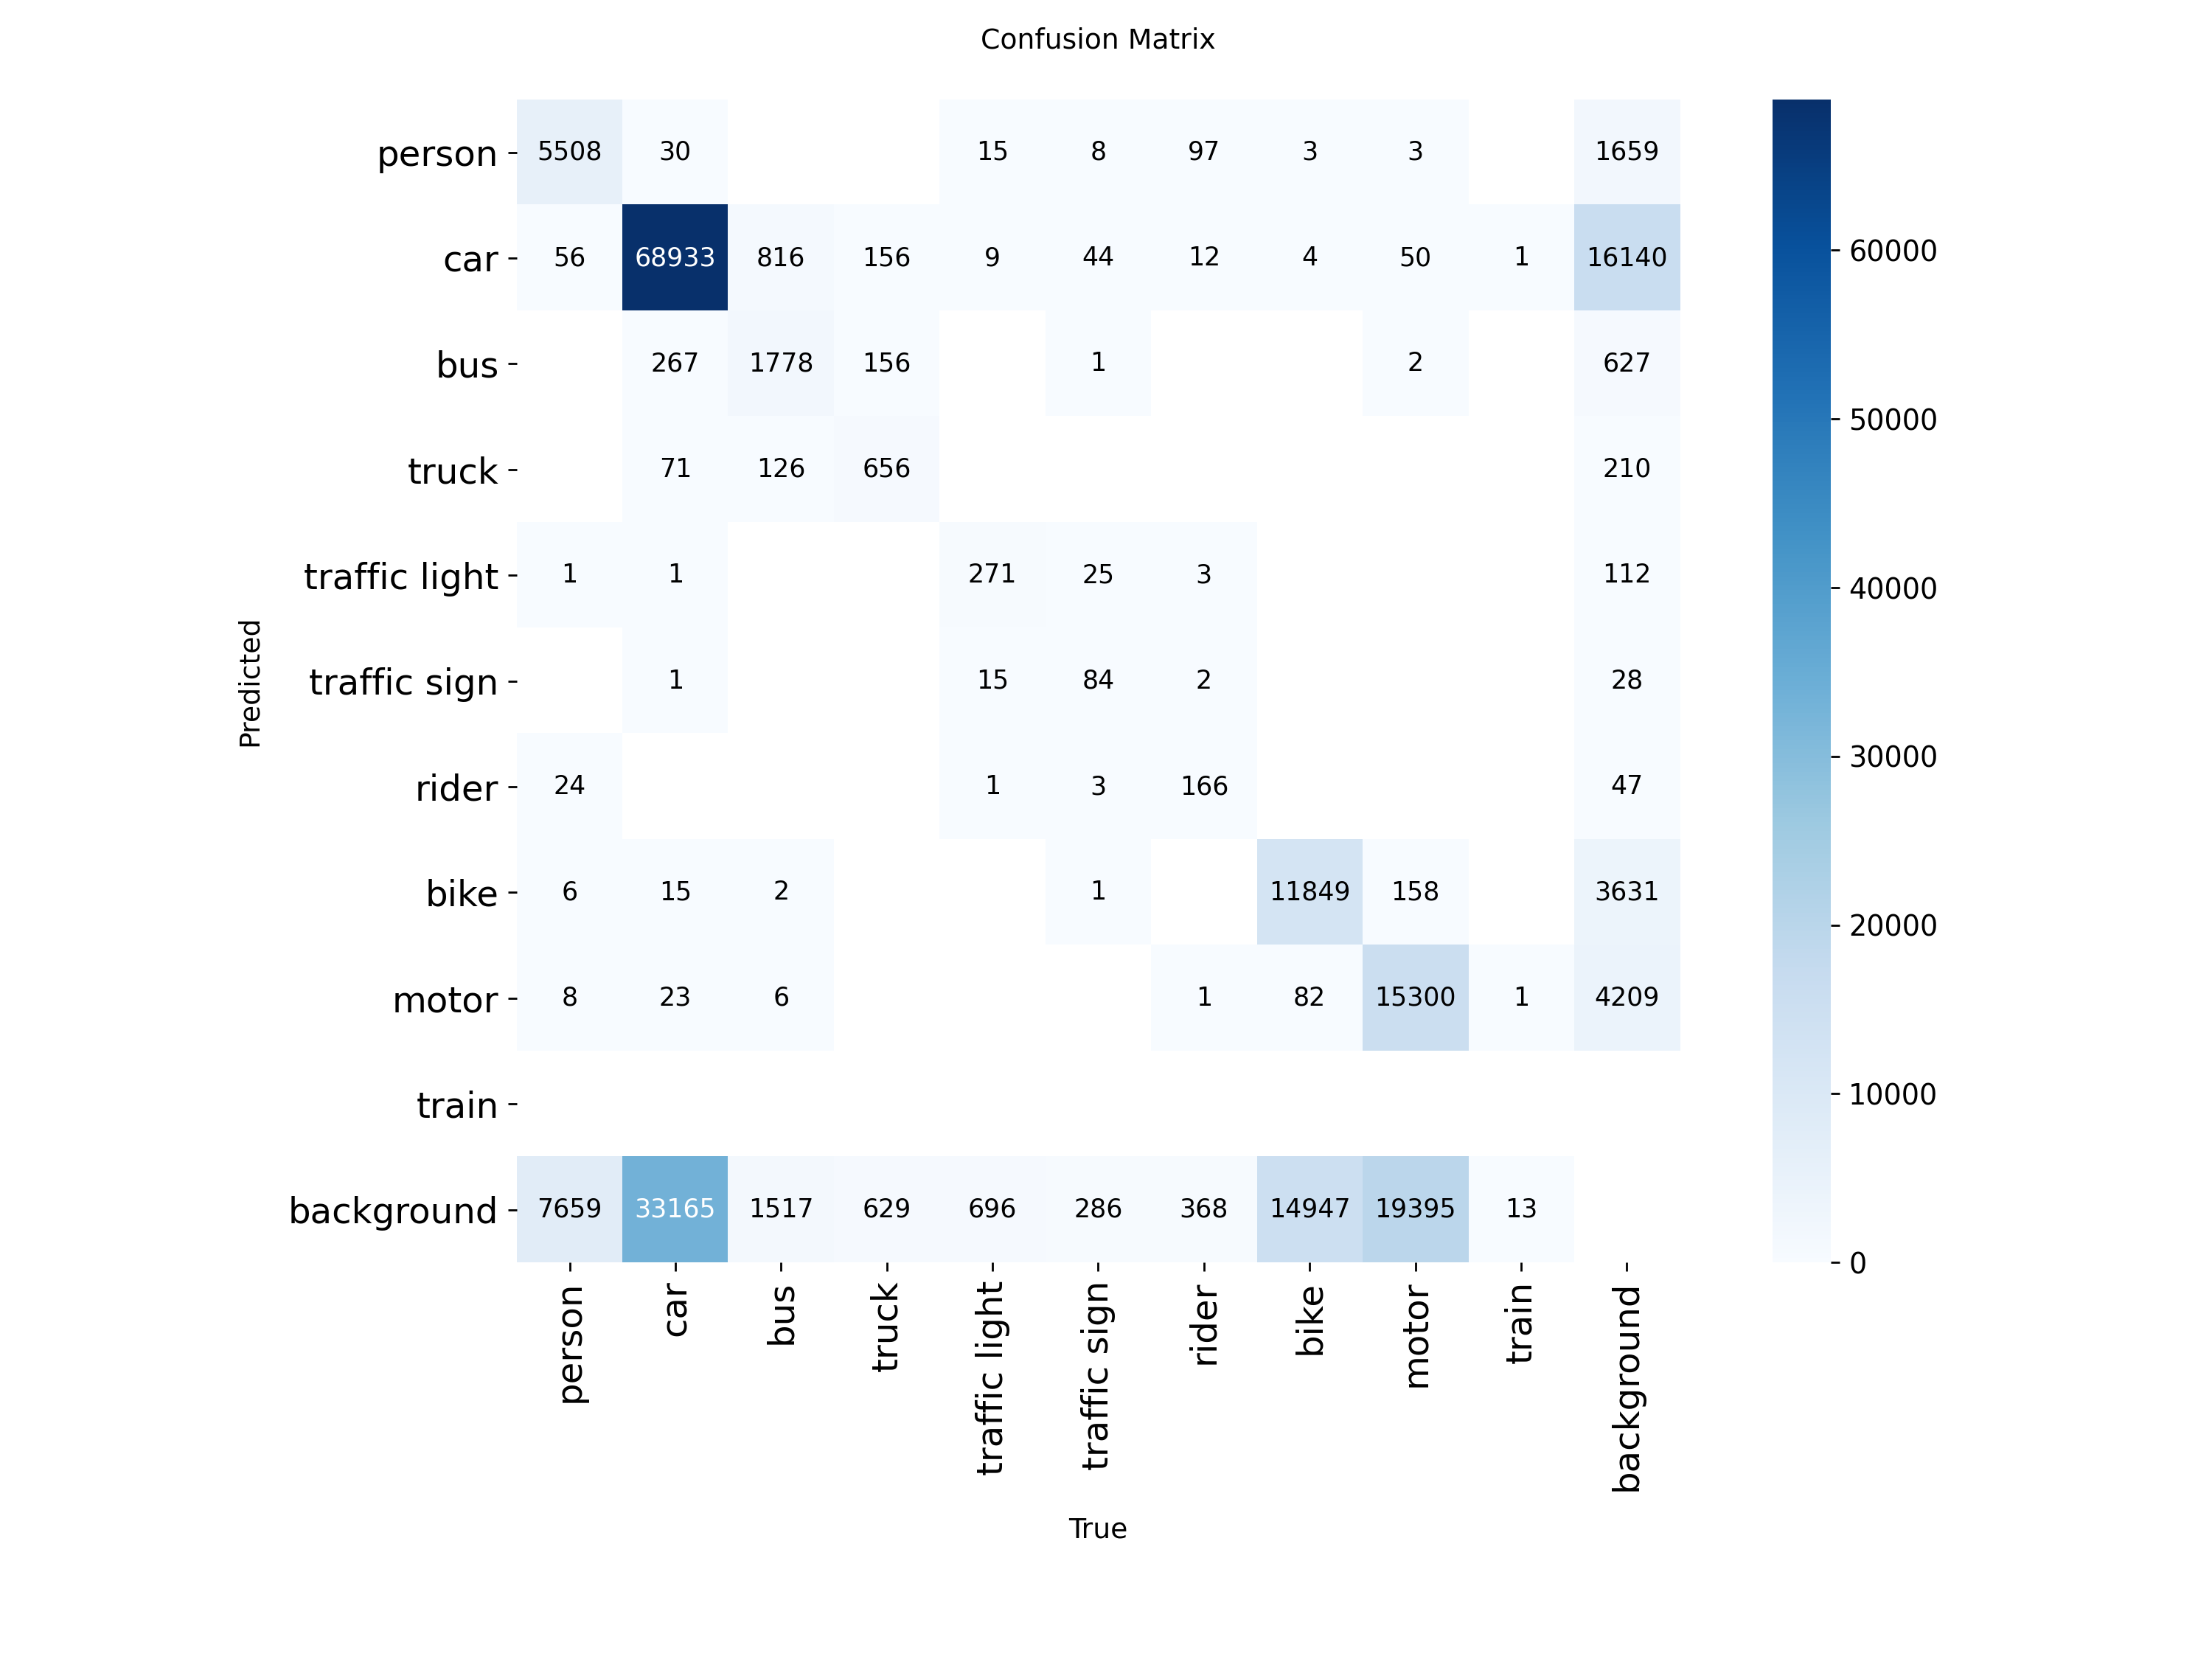 Confusion Matrix
person 5508 30 15 8 97 3 3 1659
car 56 68933 816 156 9 44 12 4 50 1 16140
bus 267 1778 156 1 2 627
truck 71 126 656 210
traffic light 1 1 271 25 3 112
traffic sign 1 15 84 2 28
rider 24 1 3 166 47
bike 6 15 2 1 11849 158 3631
motor 8 23 6 1 82 15300 1 4209
train
background 7659 33165 1517 629 696 286 368 14947 19395 13
person car bus truck traffic light traffic sign rider bike motor train background
True
Predicted
60000
50000
40000
30000
20000
10000
0